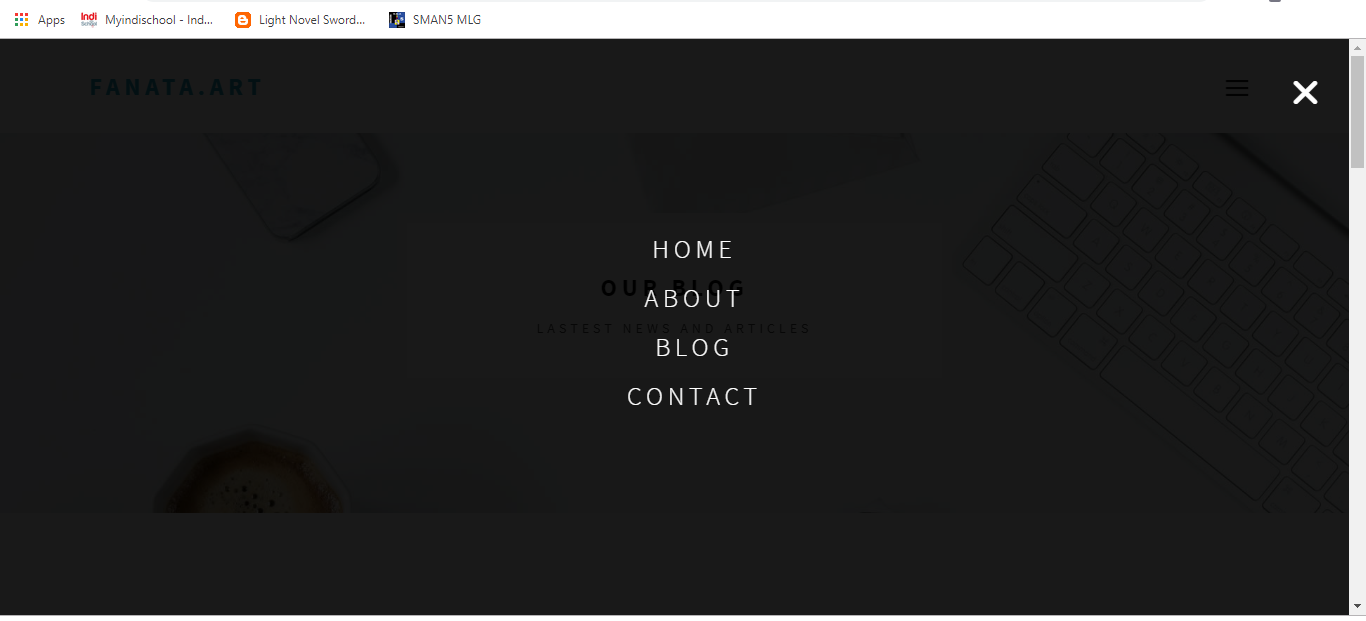 Apps Myindischool - Ind... Light Novel Sword... SMAN5 MLG
FANATA.ART
HOME
OUR BLOG
ABOUT
LASTEST NEWS AND ARTICLES
BLOG
CONTACT